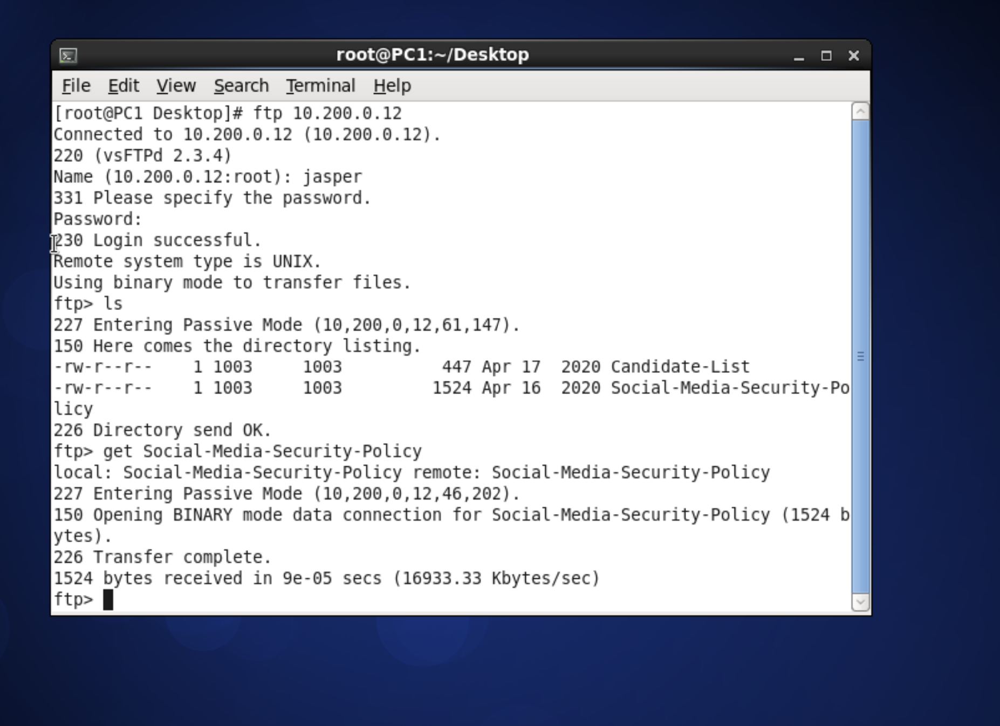 root@PC1:~/Desktop
File Edit View Search Terminal Help
[root@PC1 Desktop]# ftp 10.200.0.12
Connected to 10.200.0.12 (10.200.0.12).
220 (vsFTPd 2.3.4)
Name (10.200.0.12:root): jasper
331 Please specify the password.
Password:
230 Login successful.
Remote system type is UNIX.
Using binary mode to transfer files.
ftp> ls
227 Entering Passive Mode (10,200,0,12,61,147).
150 Here comes the directory listing.
-rw-r--r--    1 1003     1003          447 Apr 17  2020 Candidate-List
-rw-r--r--    1 1003     1003         1524 Apr 16  2020 Social-Media-Security-Po
licy
226 Directory send OK.
ftp> get Social-Media-Security-Policy
local: Social-Media-Security-Policy remote: Social-Media-Security-Policy
227 Entering Passive Mode (10,200,0,12,46,202).
150 Opening BINARY mode data connection for Social-Media-Security-Policy (1524 b
ytes).
226 Transfer complete.
1524 bytes received in 9e-05 secs (16933.33 Kbytes/sec)
ftp>